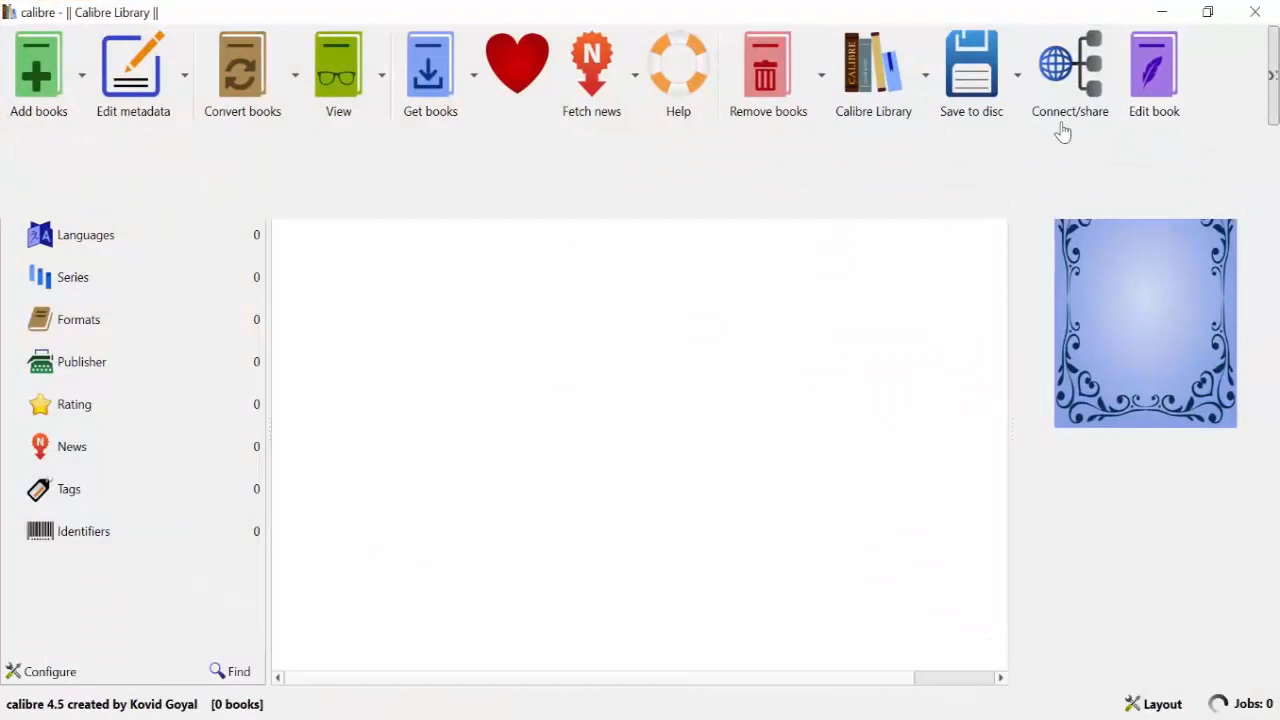 calibre - || Calibre Library ||
Add books
Edit metadata
Convert books
View
Get books
N
Fetch news
Help
Remove books
CALIBRE
Calibre Library
Save to disc
Connect/share
Edit book
Languages 0
Series 0
Formats 0
Publisher 0
Rating 0
N
News 0
Tags 0
Identifiers 0
Configure
Find
calibre 4.5 created by Kovid Goyal [0 books]
Layout
Jobs: 0